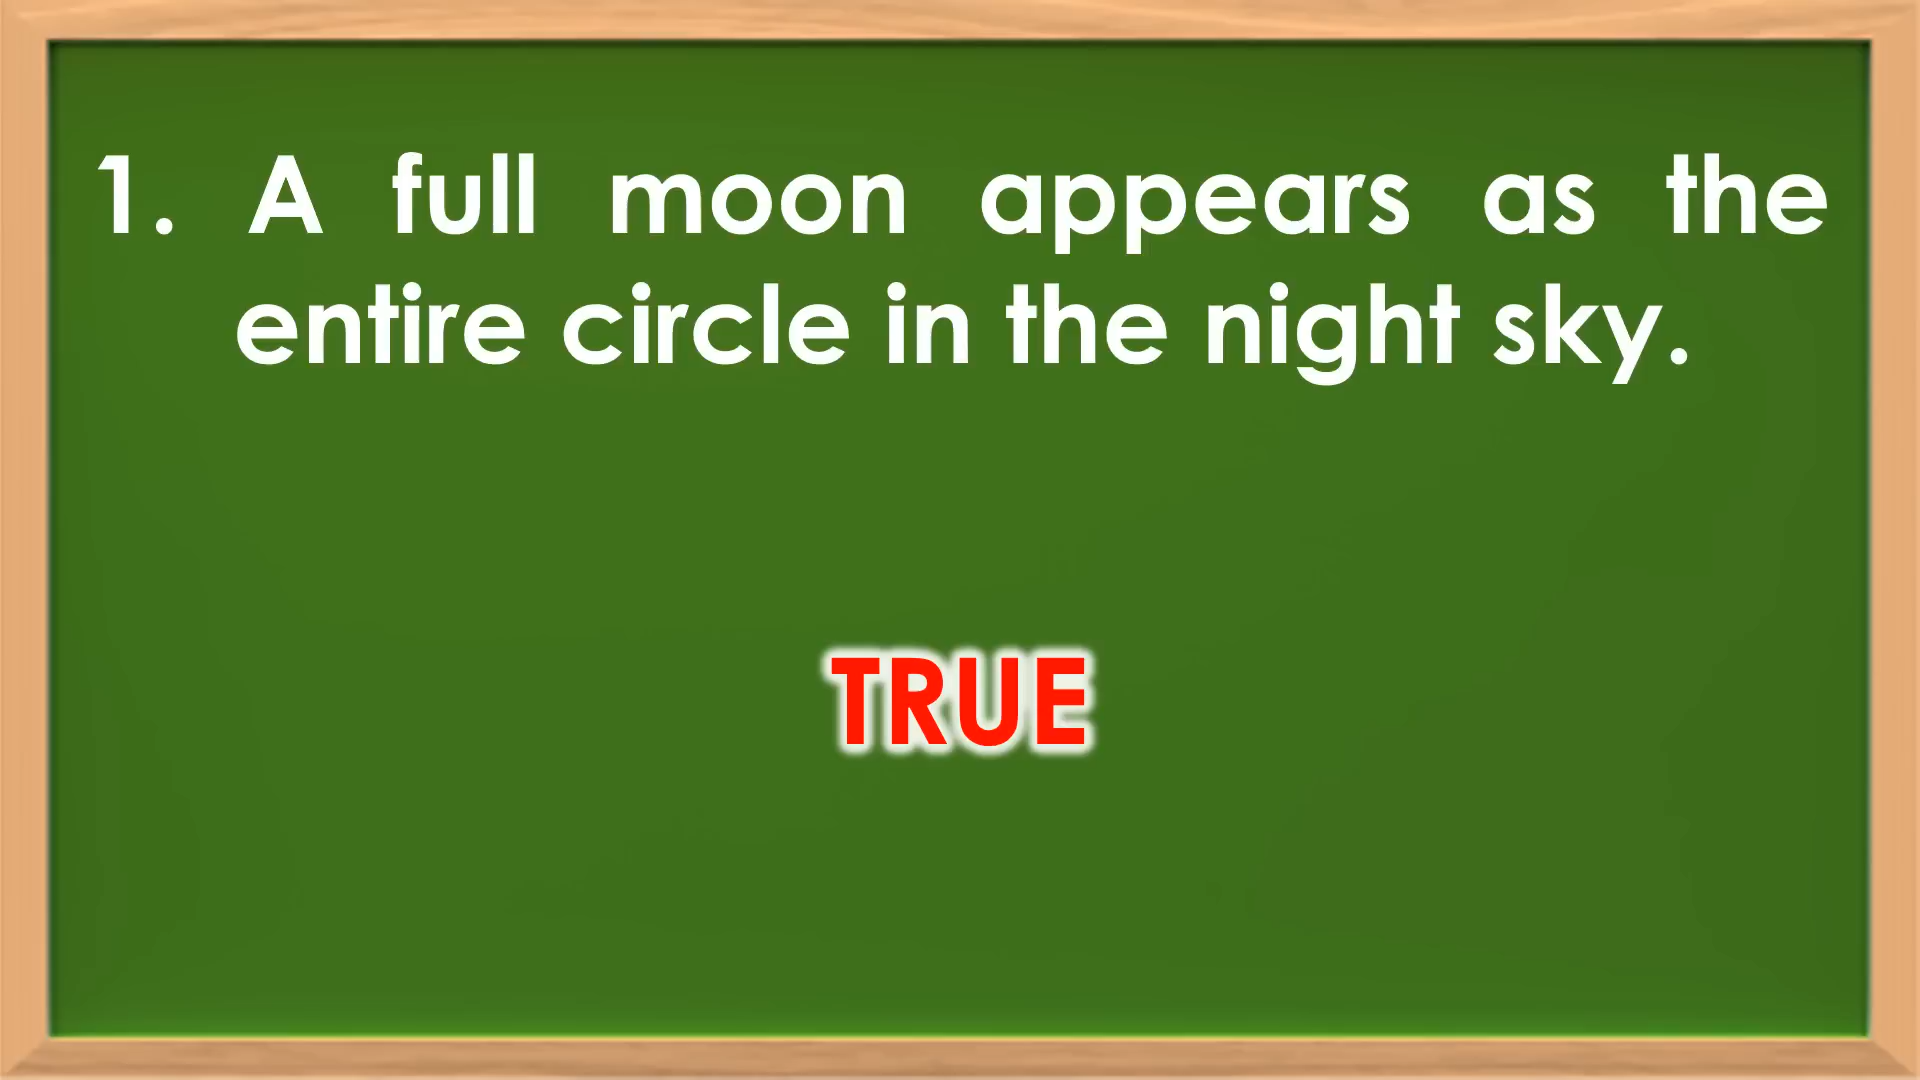 1. A full moon appears as the
entire circle in the night sky.
TRUE